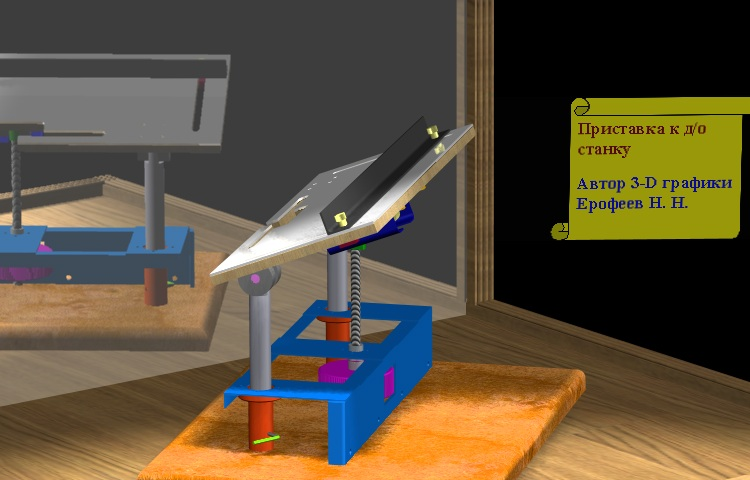 Приставка к д/о
станку
Автор 3-D графики
Ерофеев Н. Н.